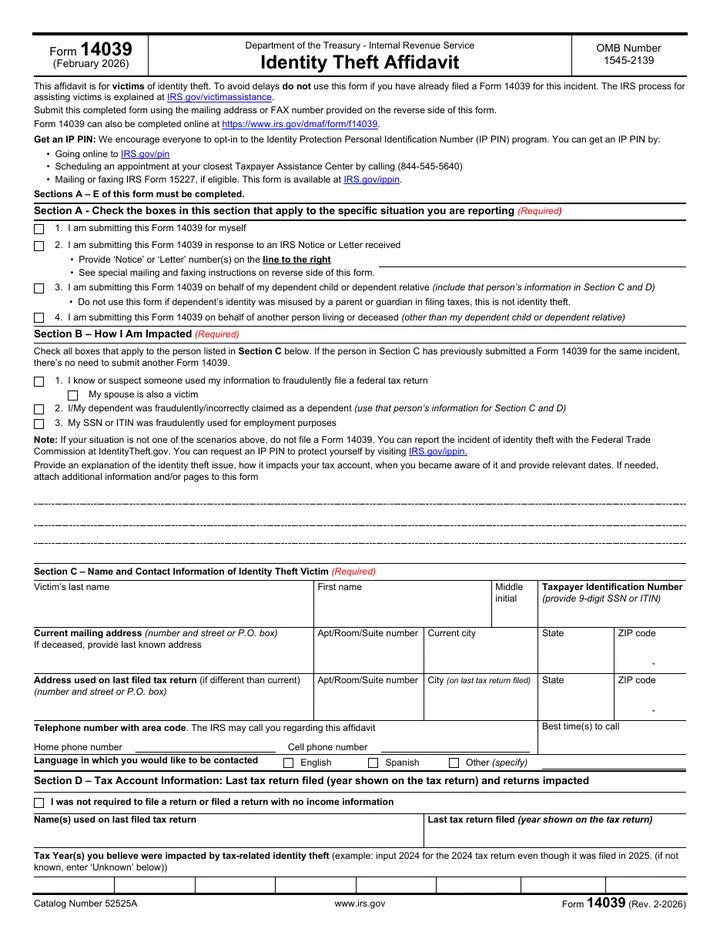 Form 14039
(February 2026)
Department of the Treasury - Internal Revenue Service
Identity Theft Affidavit
OMB Number
1545-2139
This affidavit is for victims of identity theft. To avoid delays do not use this form if you have already filed a Form 14039 for this incident. The IRS process for
assisting victims is explained at IRS.gov/victimassistance.
Submit this completed form using the mailing address or FAX number provided on the reverse side of this form.
Form 14039 can also be completed online at https://www.irs.gov/dmaf/form/f14039.
Get an IP PIN: We encourage everyone to opt-in to the Identity Protection Personal Identification Number (IP PIN) program. You can get an IP PIN by:
• Going online to IRS.gov/pin
• Scheduling an appointment at your closest Taxpayer Assistance Center by calling (844-545-5640)
• Mailing or faxing IRS Form 15227, if eligible. This form is available at IRS.gov/ippin.
Sections A – E of this form must be completed.
Section A - Check the boxes in this section that apply to the specific situation you are reporting (Required)
1. I am submitting this Form 14039 for myself
2. I am submitting this Form 14039 in response to an IRS Notice or Letter received
• Provide ‘Notice’ or ‘Letter’ number(s) on the line to the right
• See special mailing and faxing instructions on reverse side of this form.
3. I am submitting this Form 14039 on behalf of my dependent child or dependent relative (include that person's information in Section C and D)
• Do not use this form if dependent's identity was misused by a parent or guardian in filing taxes, this is not identity theft.
4. I am submitting this Form 14039 on behalf of another person living or deceased (other than my dependent child or dependent relative)
Section B – How I Am Impacted (Required)
Check all boxes that apply to the person listed in Section C below. If the person in Section C has previously submitted a Form 14039 for the same incident,
there's no need to submit another Form 14039.
1. I know or suspect someone used my information to fraudulently file a federal tax return
My spouse is also a victim
2. I/My dependent was fraudulently/incorrectly claimed as a dependent (use that person's information for Section C and D)
3. My SSN or ITIN was fraudulently used for employment purposes
Note: If your situation is not one of the scenarios above, do not file a Form 14039. You can report the incident of identity theft with the Federal Trade
Commission at IdentityTheft.gov. You can request an IP PIN to protect yourself by visiting IRS.gov/ippin.
Provide an explanation of the identity theft issue, how it impacts your tax account, when you became aware of it and provide relevant dates. If needed,
attach additional information and/or pages to this form
Section C – Name and Contact Information of Identity Theft Victim (Required)
Victim's last name
First name
Middle
initial
Taxpayer Identification Number
(provide 9-digit SSN or ITIN)
Current mailing address (number and street or P.O. box)
If deceased, provide last known address
Apt/Room/Suite number
Current city
State
ZIP code
-
Address used on last filed tax return (if different than current)
(number and street or P.O. box)
Apt/Room/Suite number
City (on last tax return filed)
State
ZIP code
-
Telephone number with area code. The IRS may call you regarding this affidavit
Best time(s) to call
Home phone number
Cell phone number
Language in which you would like to be contacted
English
Spanish
Other (specify)
Section D – Tax Account Information: Last tax return filed (year shown on the tax return) and returns impacted
I was not required to file a return or filed a return with no income information
Name(s) used on last filed tax return
Last tax return filed (year shown on the tax return)
Tax Year(s) you believe were impacted by tax-related identity theft (example: input 2024 for the 2024 tax return even though it was filed in 2025. (if not
known, enter ‘Unknown’ below))
Catalog Number 52525A
www.irs.gov
Form 14039 (Rev. 2-2026)